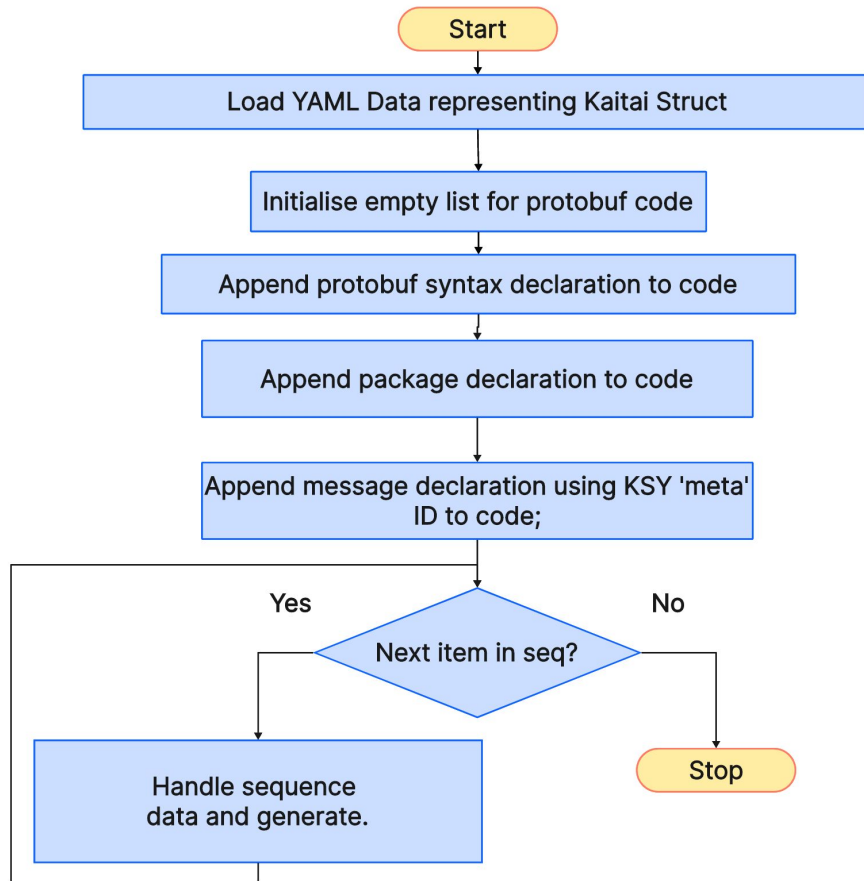 Start
Load YAML Data representing Kaitai Struct
Initialise empty list for protobuf code
Append protobuf syntax declaration to code
Append package declaration to code
Append message declaration using KSY 'meta'
ID to code;
Yes
No
Next item in seq?
Handle sequence
data and generate.
Stop